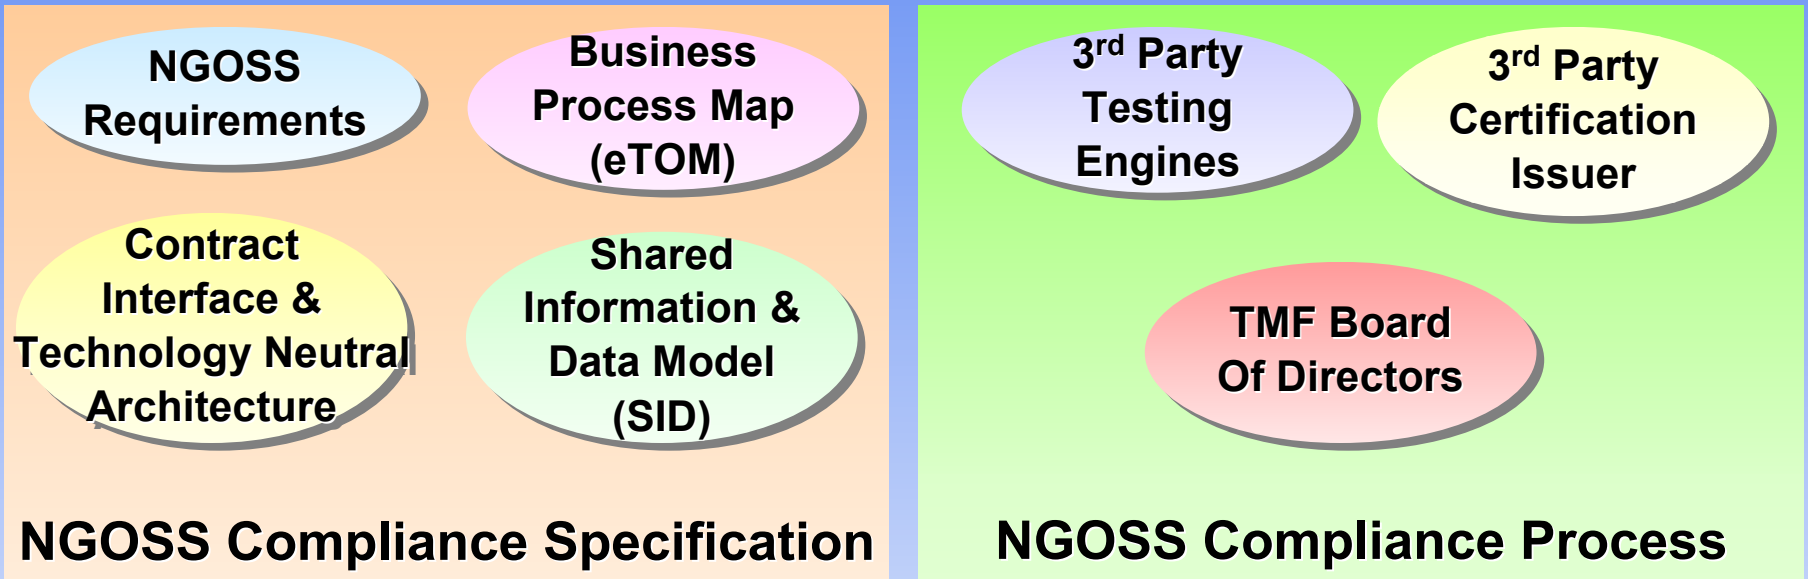 NGOSS
Requirements
Business
Process Map
(eTOM)
Contract
Interface &
Technology Neutral
Architecture
Shared
Information &
Data Model
(SID)
NGOSS Compliance Specification
3rd Party
Testing
Engines
3rd Party
Certification
Issuer
TMF Board
Of Directors
NGOSS Compliance Process